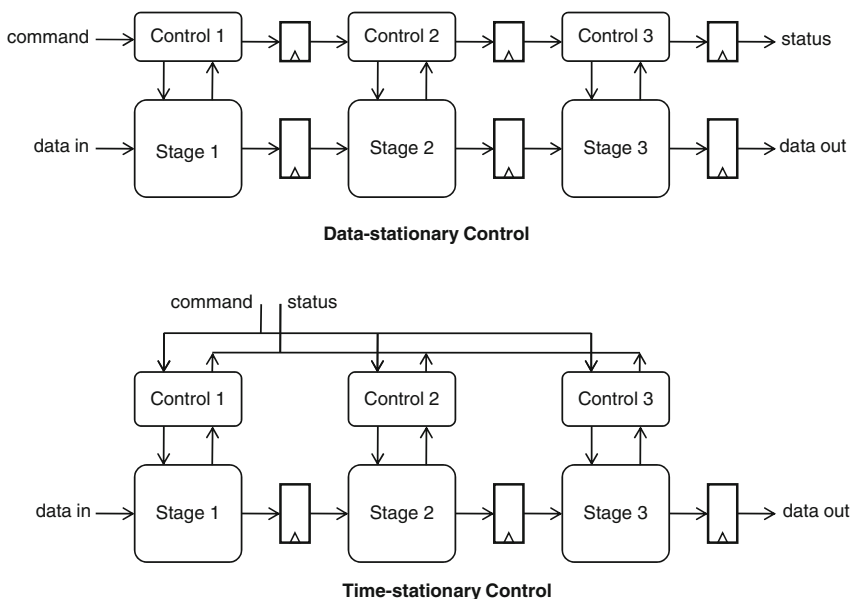 command
Control 1
Control 2
Control 3
status
data in
Stage 1
Stage 2
Stage 3
data out
Data-stationary Control
command
status
Control 1
Control 2
Control 3
data in
Stage 1
Stage 2
Stage 3
data out
Time-stationary Control